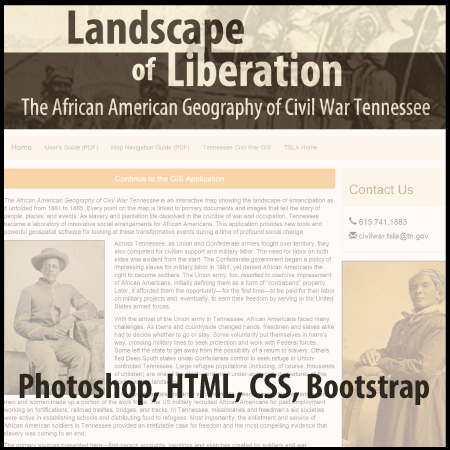 Landscape
of Liberation
The African American Geography of Civil War Tennessee
Home User's Guide (PDF) Map Navigation Guide (PDF) Tennessee Civil War GIS TSLA Home
Continue to the GIS Application
The African American Geography of Civil War Tennessee is an interactive map showing the landscape of emancipation as
it unfolded from 1861 to 1865. Every point on the map is linked to primary documents and images that tell the story of
people, places, and events. As slavery and plantation life dissolved in the crucible of war and occupation, Tennessee
became a laboratory of innovative social arrangements for African Americans. This application provides new tools and
powerful geospatial software for looking at these transformative events during a time of profound social change.
Across Tennessee, as Union and Confederate armies fought over territory, they
also competed for civilian support and military labor. The need for labor on both
sides was evident from the start. The Confederate government began a policy of
impressing slaves for military labor in 1861, yet denied African Americans the
right to become soldiers. The Union army, too, resorted to coercive impressment
of African Americans, initially defining them as a form of "contraband" property.
Later, it afforded them the opportunity—for the first time—to be paid for their labor
on military projects and, eventually, to earn their freedom by serving in the United
States armed forces.
With the arrival of the Union army in Tennessee, African Americans faced many
challenges. As towns and countryside changed hands, freedmen and slaves alike
had to decide whether to go or stay. Some voluntarily put themselves in harm's
way, crossing military lines to seek protection and work with Federal forces.
Some left the state to get away from the possibility of a return to slavery. Others
fled Deep South states under Confederate control to seek refuge in Union-
controlled Tennessee. Large refugee populations (including, of course, thousands
of children)
Photoshop, HTML, CSS, Bootstrap
men and women made up a portion of the work force. The US military recruited African Americans for paid employment
working on fortifications, railroad trestles, bridges, and tracks. In Tennessee, missionaries and freedmen's aid societies
were active in establishing schools and distributing food to refugees. Most importantly, the enlistment and service of
African American soldiers in Tennessee provided an irrefutable case for freedom and the most compelling evidence that
slavery was coming to an end.
The primary sources presented here—first-person accounts, paintings and sketches created by soldiers and war
Contact Us
615.741.1883
civilwar.tsla@tn.gov